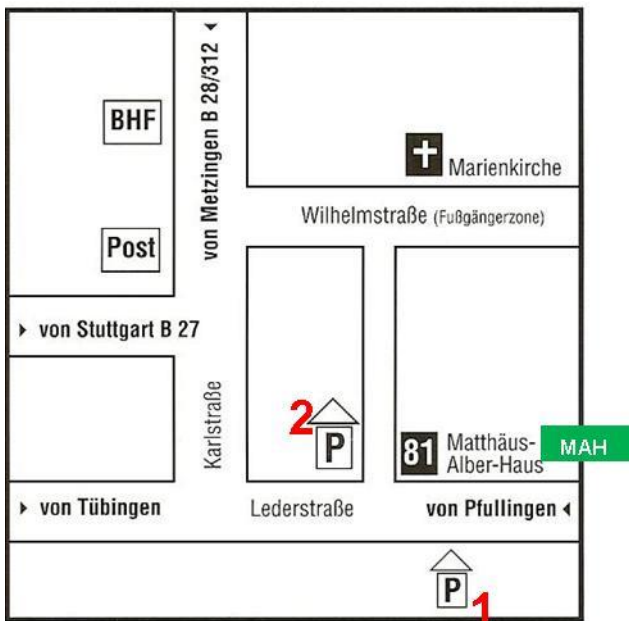 BHF
von Metzingen B 28/312
Marienkirche
Wilhelmstraße (Fußgängerzone)
Post
von Stuttgart B 27
Karlstraße
2
P
81
Matthäus-
Alber-Haus
MAH
von Tübingen
Lederstraße
von Pfullingen
P
1